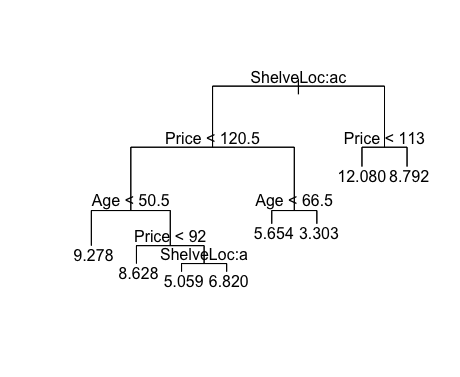 ShelveLoc:ac
Price < 120.5
Price < 113
12.080 8.792
Age < 50.5
Age < 66.5
5.654 3.303
9.278
Price < 92
8.628
ShelveLoc:a
5.059 6.820